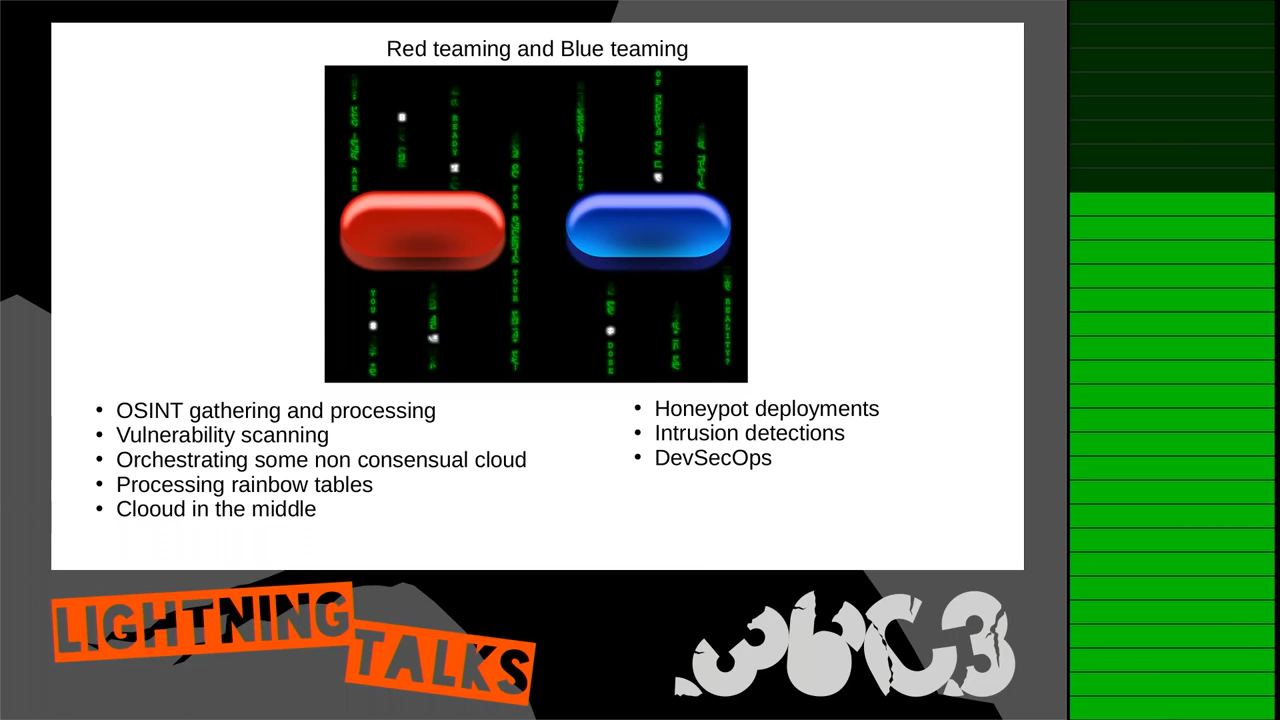 Red teaming and Blue teaming
• OSINT gathering and processing
• Vulnerability scanning
• Orchestrating some non consensual cloud
• Processing rainbow tables
• Clooud in the middle
• Honeypot deployments
• Intrusion detections
• DevSecOps
LIGHTNING
TALKS
36C3